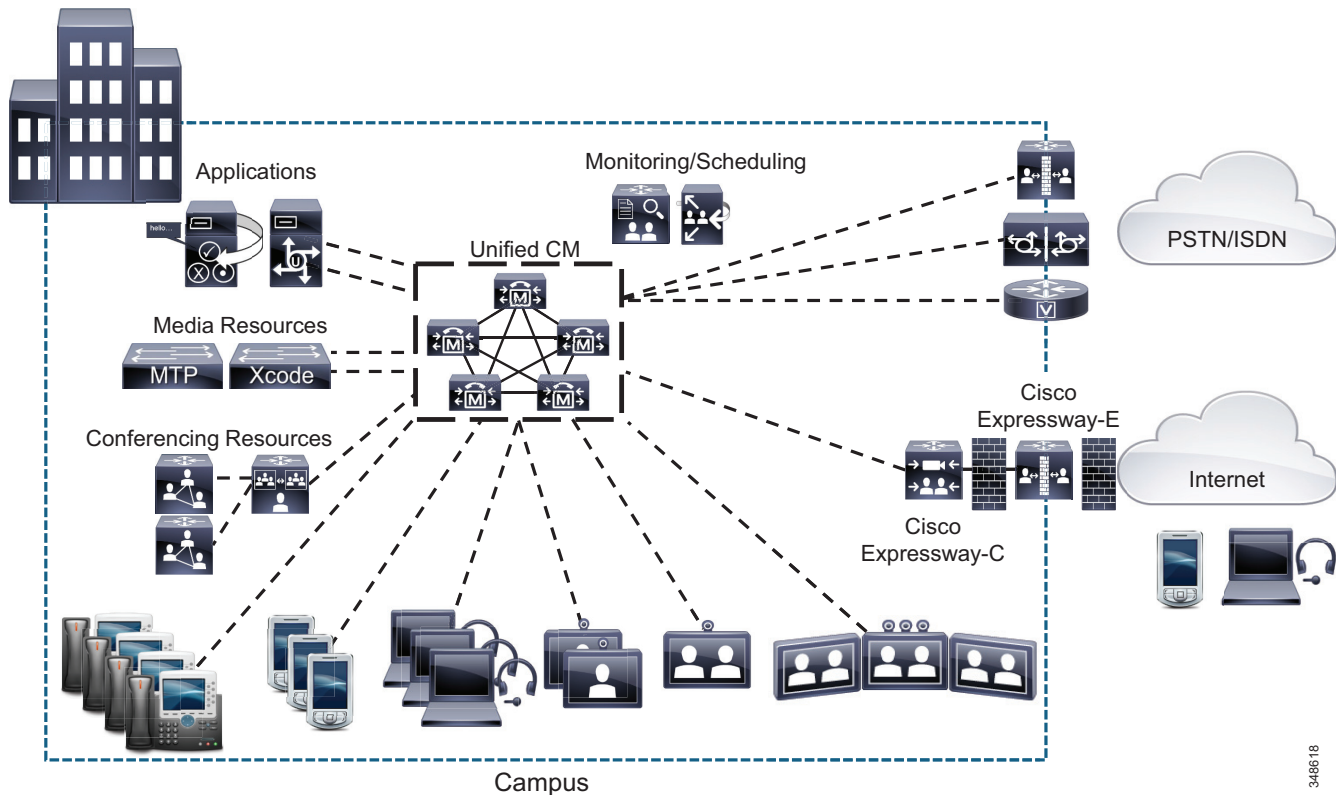 Applications
Monitoring/Scheduling
hello...
U
Unified CM
PSTN/ISDN
M
M
M
M
M
V
Media Resources
MTP
Xcode
Cisco
Expressway-E
Conferencing Resources
Internet
Cisco
Expressway-C
Campus
348618